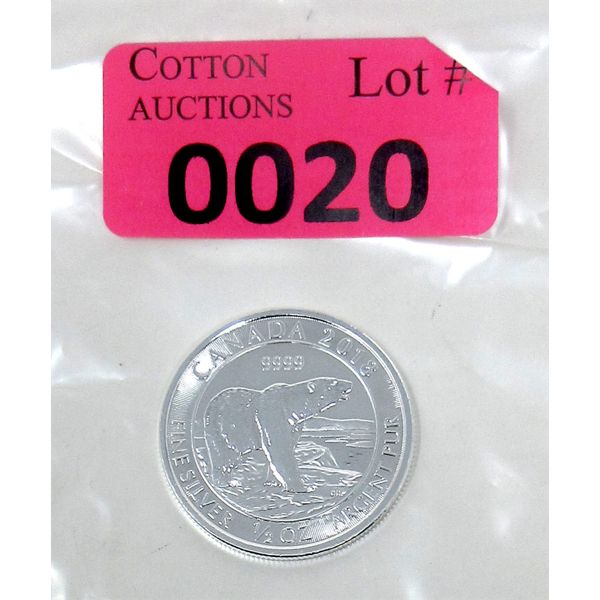 COTTON
AUCTIONS
Lot #
0020
CANADA 2018
9999
FINE SILVER 1/2 OZ ARGENT PUR